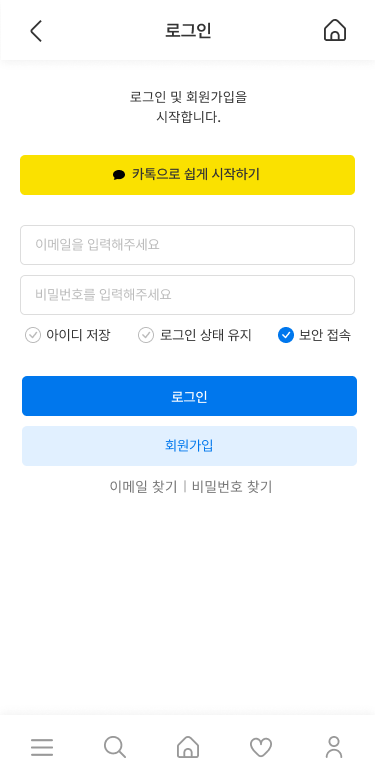 로그인
로그인 및 회원가입을
시작합니다.
카톡으로 쉽게 시작하기
이메일을 입력해주세요
비밀번호를 입력해주세요
아이디 저장 로그인 상태 유지 보안 접속
로그인
회원가입
이메일 찾기 | 비밀번호 찾기